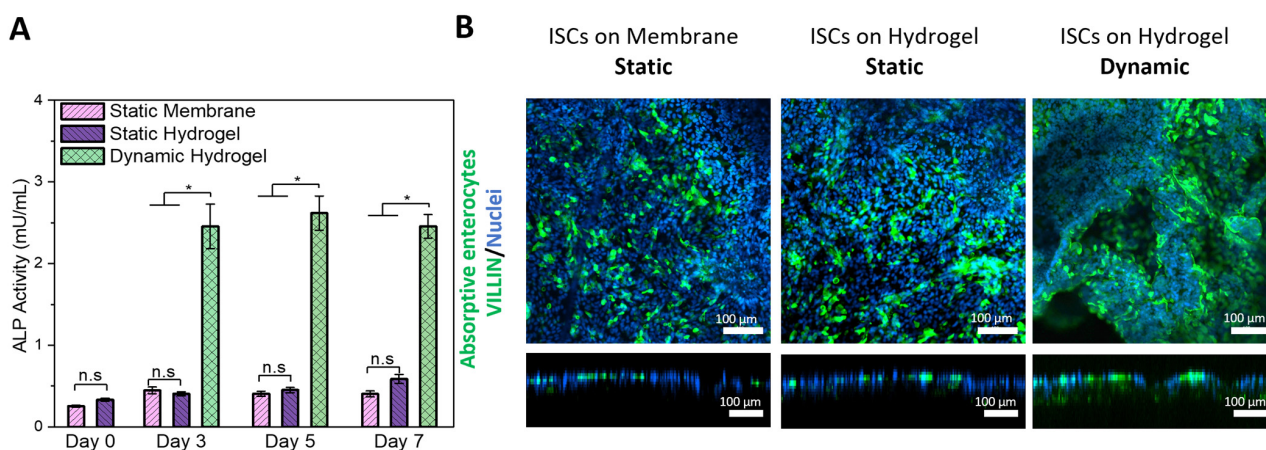 A
ALP Activity (mU/mL)
4
3
2
1
0
Static Membrane
Static Hydrogel
Dynamic Hydrogel
n.s
n.s
*
n.s
*
n.s
*
Day 0
Day 3
Day 5
Day 7
B
Absorptive enterocytes
VILLIN/Nuclei
ISCs on Membrane
Static
ISCs on Hydrogel
Static
ISCs on Hydrogel
Dynamic
100 µm
100 µm
100 µm
100 µm
100 µm
100 µm